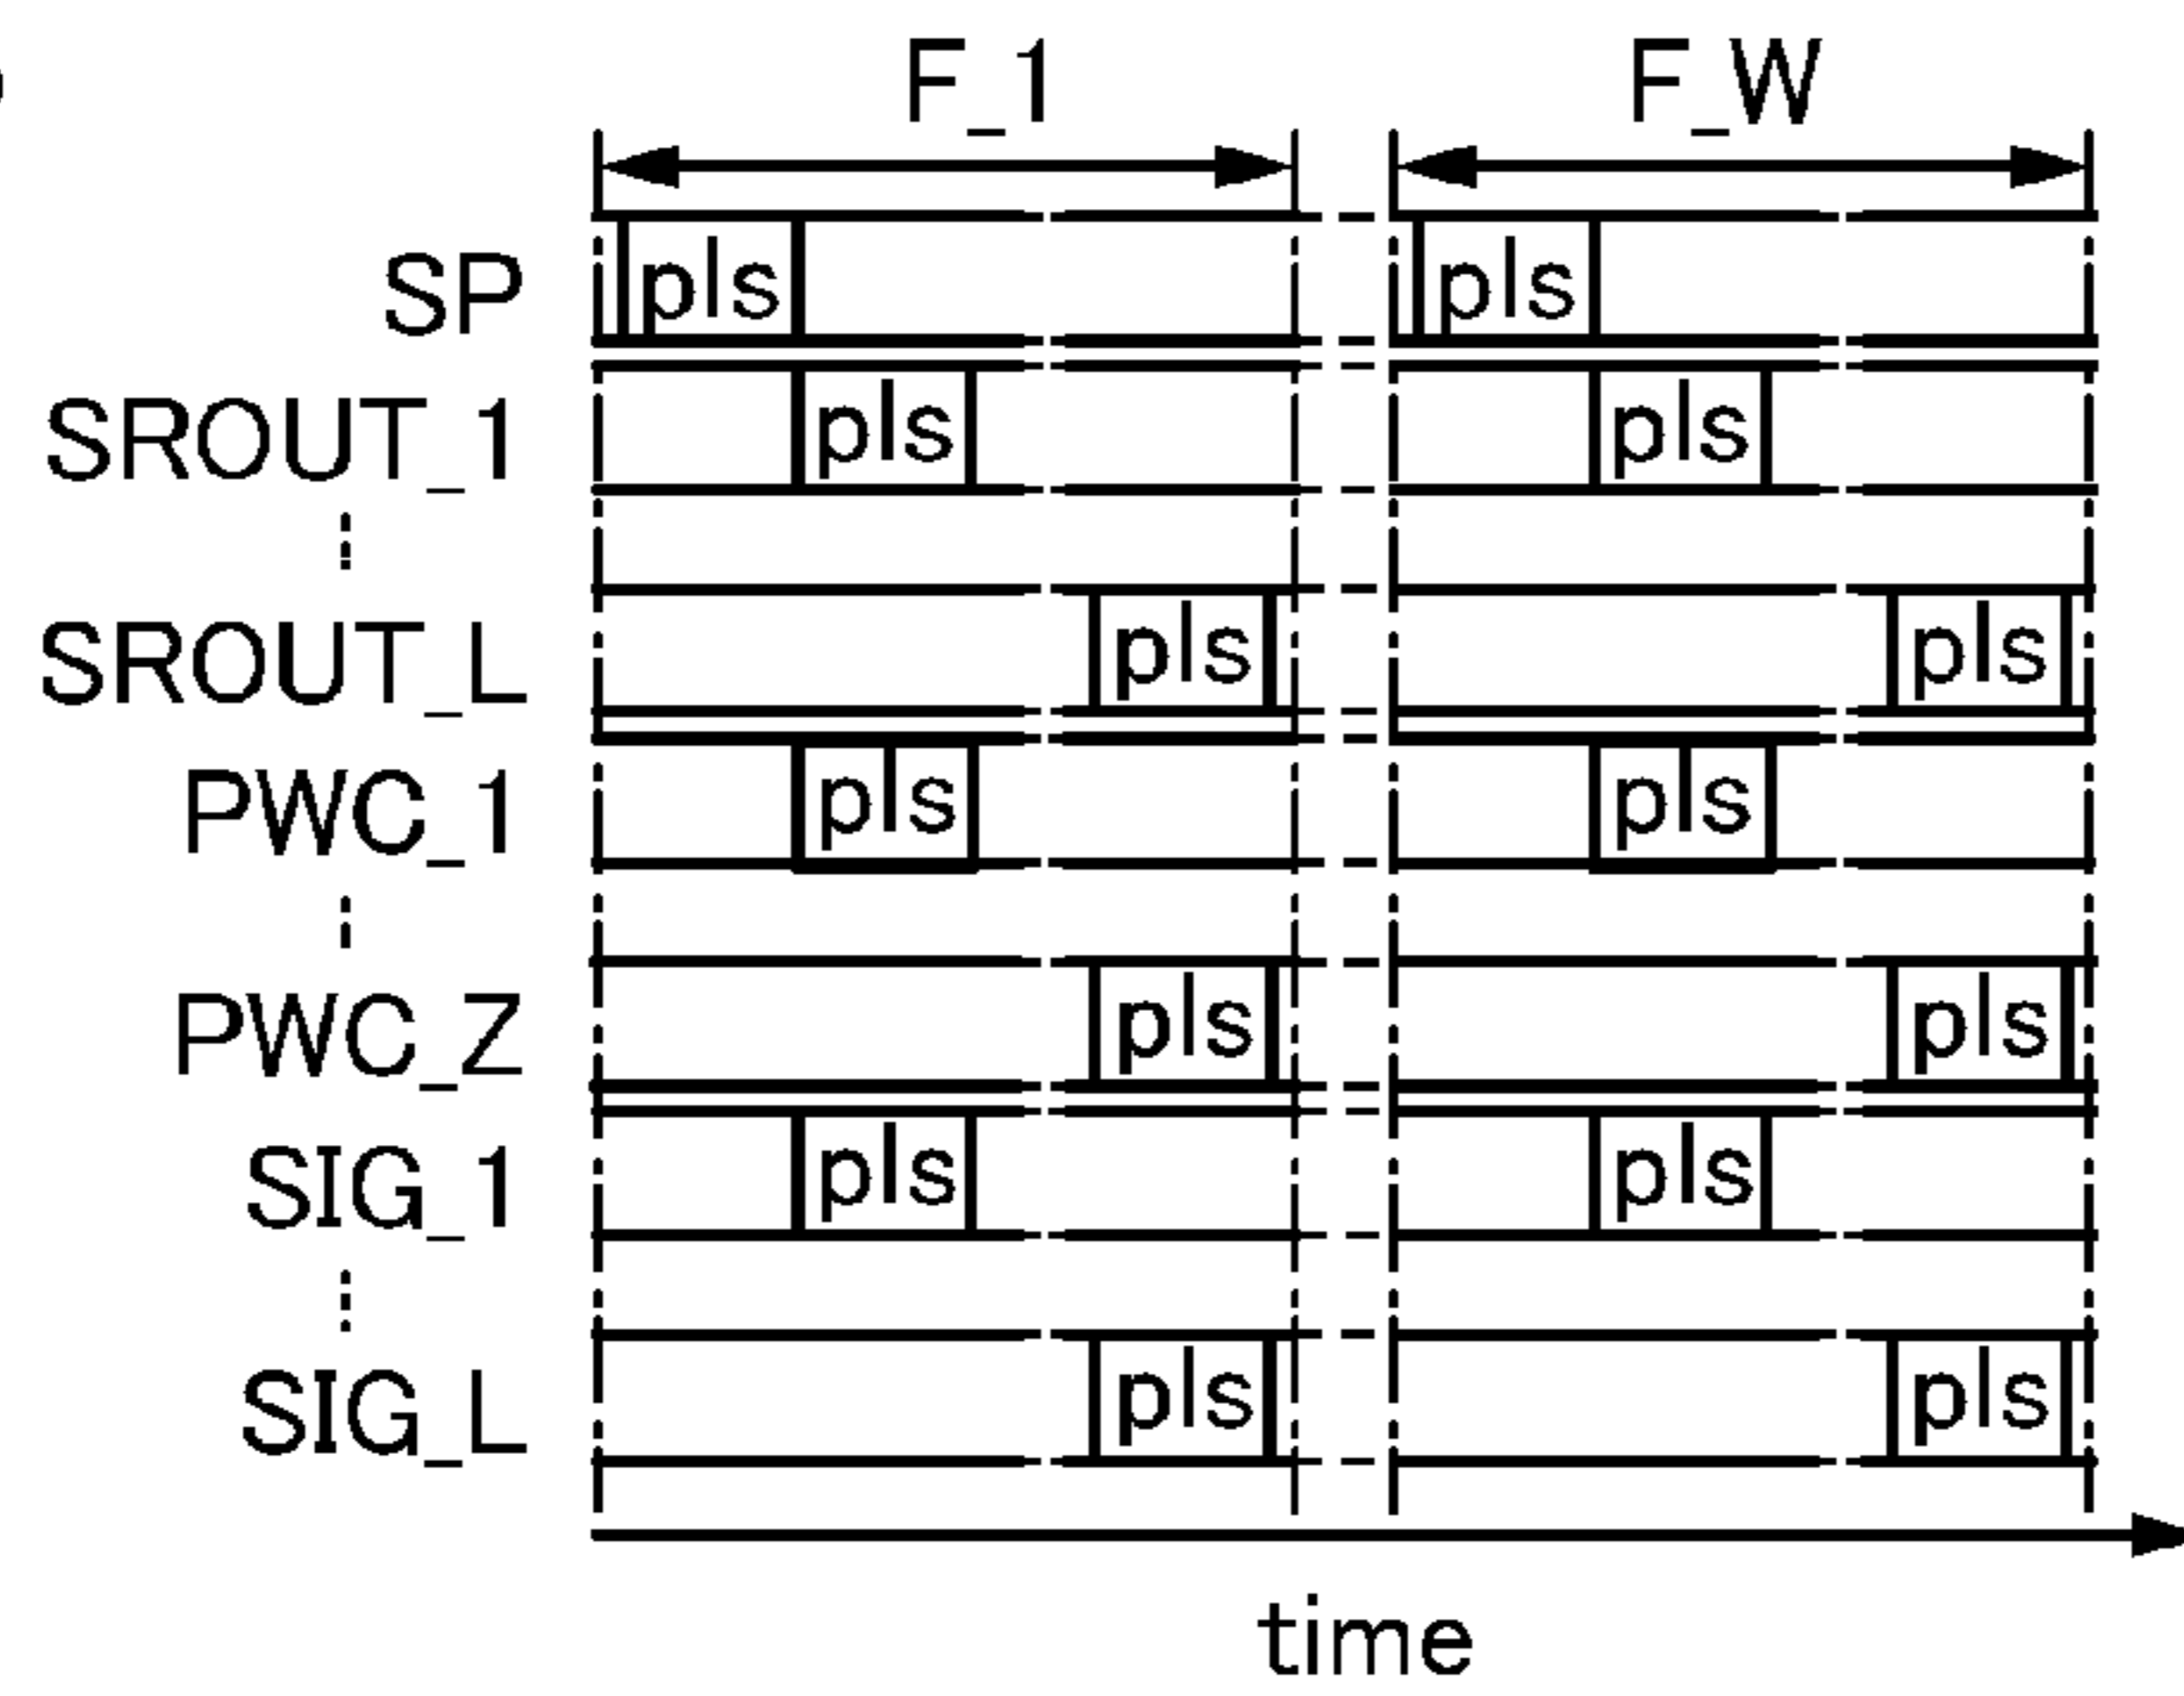 F_1 F_W
SP pls pls
SROUT_1 pls pls
SROUT_L pls pls
PWC_1 pls pls
PWC_Z pls pls
SIG_1 pls pls
SIG_L pls pls
time